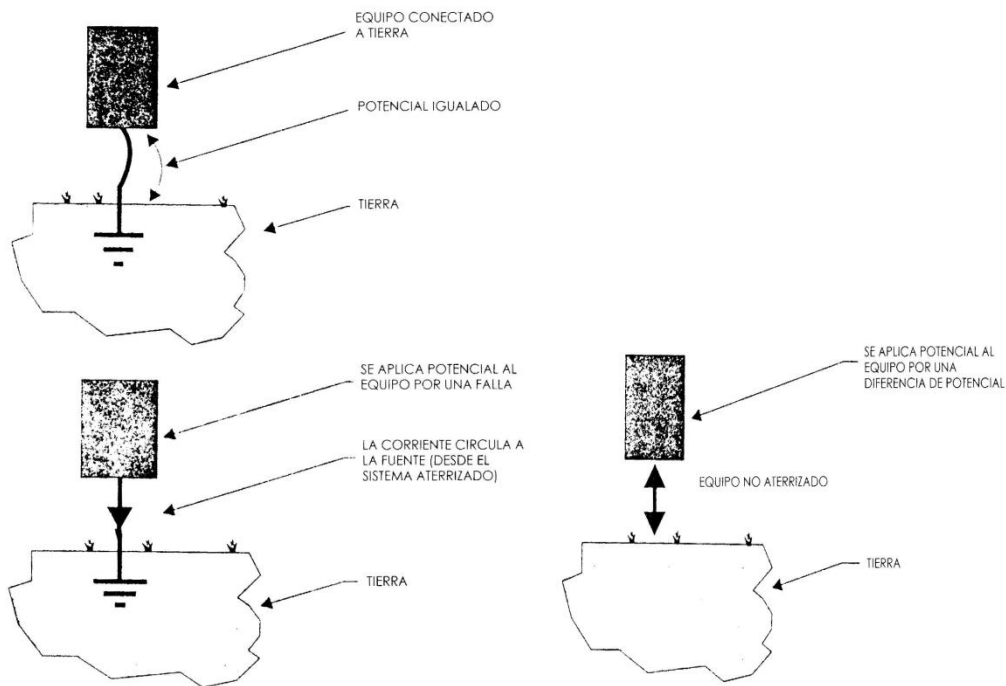 EQUIPO CONECTADO
A TIERRA
POTENCIAL IGUALADO
TIERRA
SE APLICA POTENCIAL AL
EQUIPO POR UNA FALLA
LA CORRIENTE CIRCULA A
LA FUENTE (DESDE EL
SISTEMA ATERRIZADO)
TIERRA
SE APLICA POTENCIAL AL
EQUIPO POR UNA
DIFERENCIA DE POTENCIAL
EQUIPO NO ATERRIZADO
TIERRA